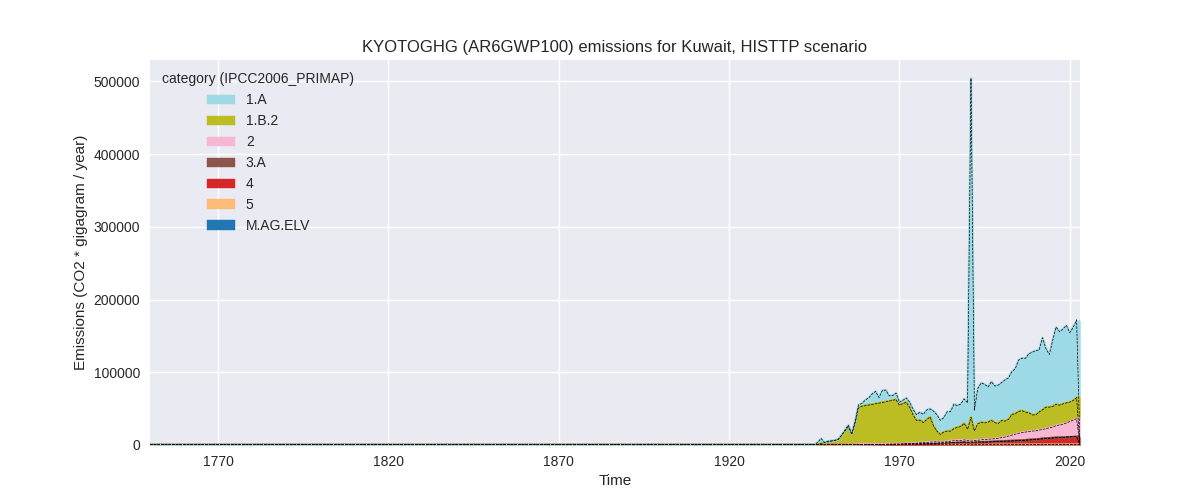 KYOTOGHG (AR6GWP100) emissions for Kuwait, HISTTP scenario
category (IPCC2006_PRIMAP)
1.A
1.B.2
2
3.A
4
5
M.AG.ELV
Emissions (CO2 * gigagram / year)
500000
400000
300000
200000
100000
0
1770
1820
1870
1920
1970
2020
Time